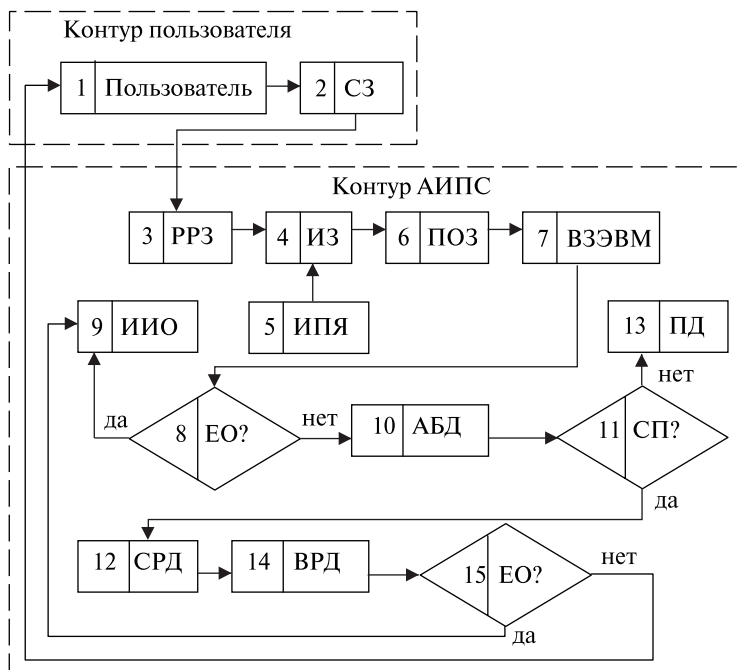 Контур пользователя
1 Пользователь
2 СЗ
Контур АИПС
3 РРЗ
4 ИЗ
6 ПОЗ
7 ВЗЭВМ
9 ИИО
5 ИПЯ
13 ПД
да
8 ЕО?
нет
10 АБД
11 СП?
нет
да
12 СРД
14 ВРД
15 ЕО?
нет
да